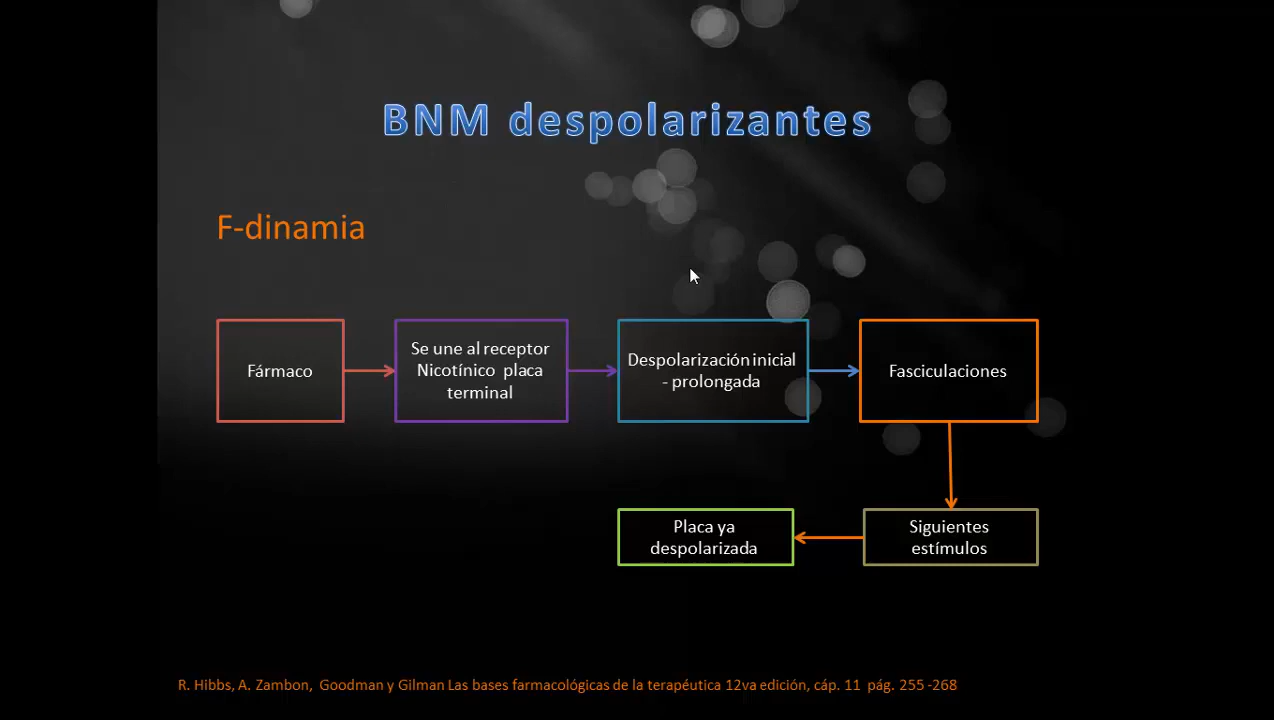 BNM despolarizantes
F-dinamia
Fármaco
Se une al receptor
Nicotínico placa
terminal
Despolarización inicial
- prolongada
Fasciculaciones
Siguientes
estímulos
Placa ya
despolarizada
R. Hibbs, A. Zambon, Goodman y Gilman Las bases farmacológicas de la terapéutica 12va edición, cáp. 11 pág. 255 -268